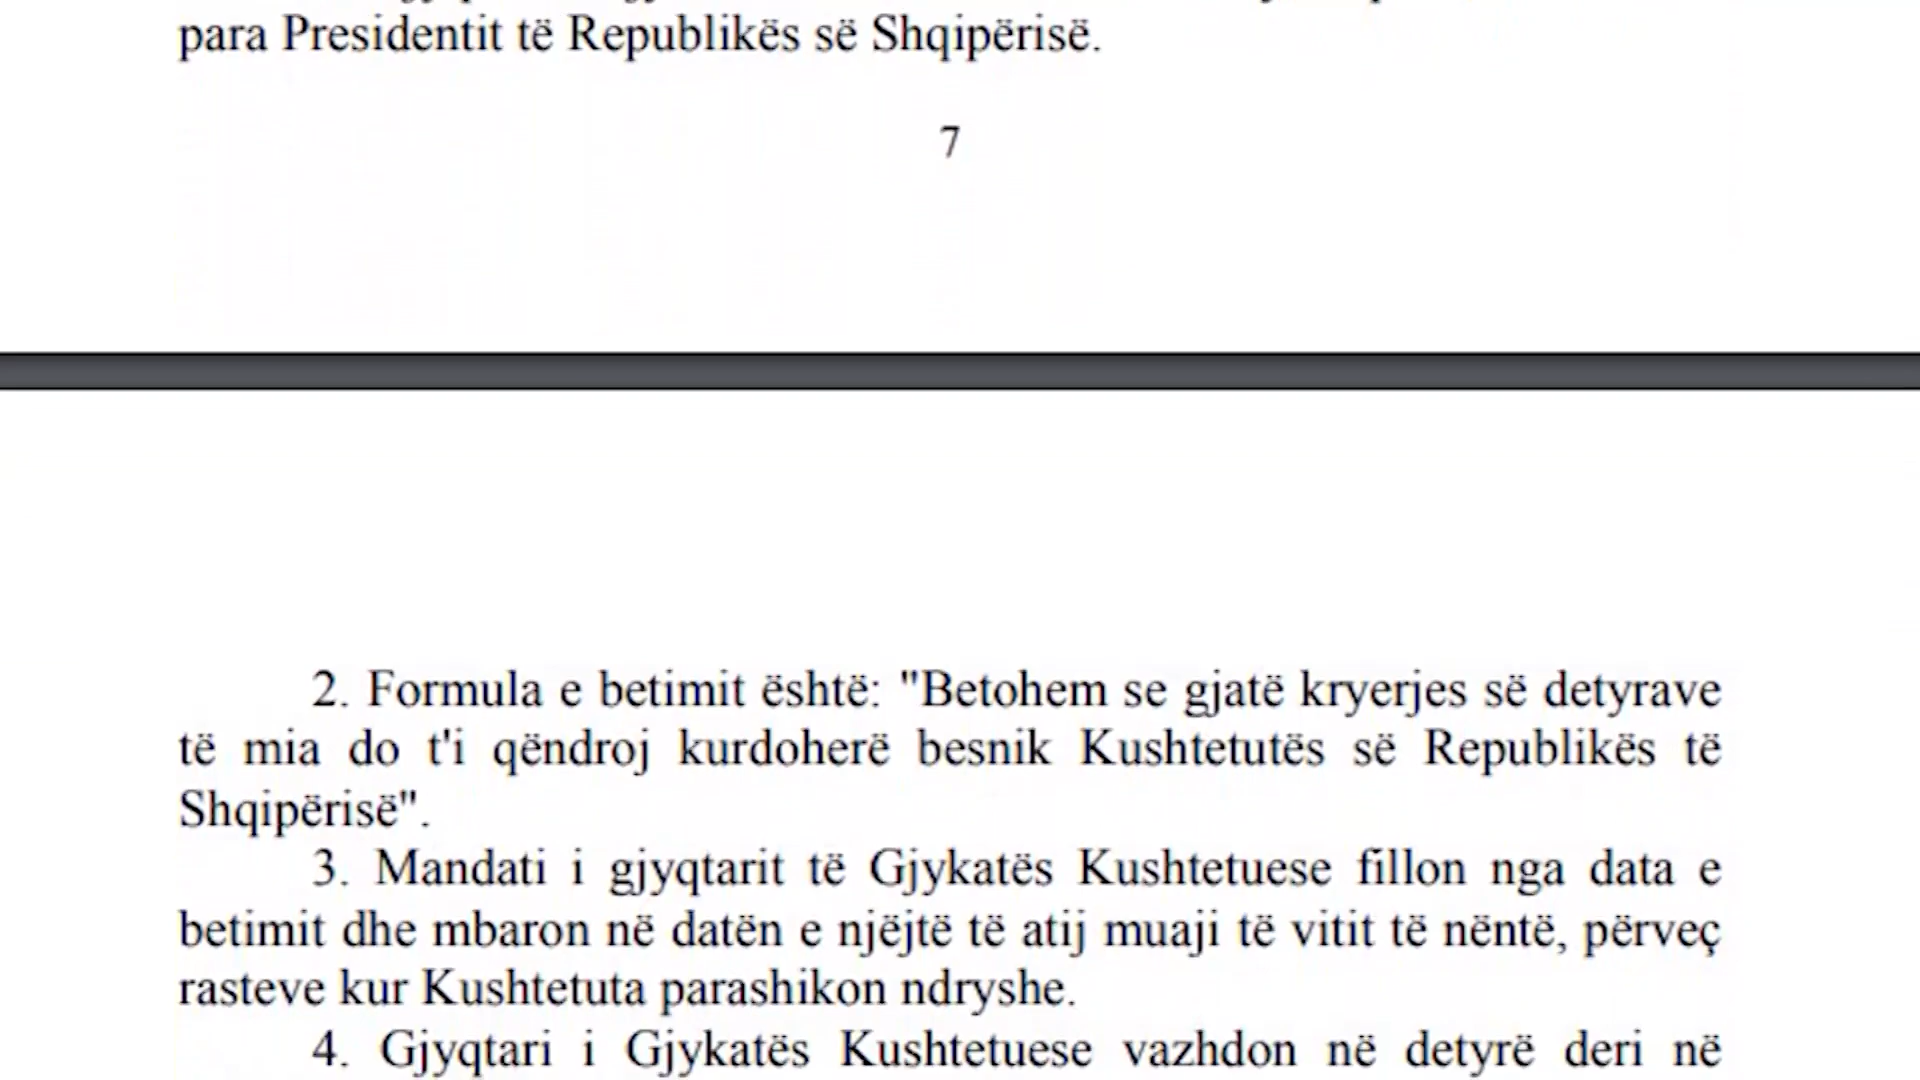 para Presidentit të Republikës së Shqipërisë.
7
2. Formula e betimit është: "Betohem se gjatë kryerjes së detyrave
të mia do t'i qëndroj kurdoherë besnik Kushtetutës së Republikës të
Shqipërisë".
3. Mandati i gjyqtarit të Gjykatës Kushtetuese fillon nga data e
betimit dhe mbaron në datën e njëjtë të atij muaji të vitit të nëntë, përveç
rasteve kur Kushtetuta parashikon ndryshe.
4. Gjyqtari i Gjykatës Kushtetuese vazhdon në detyrë deri në